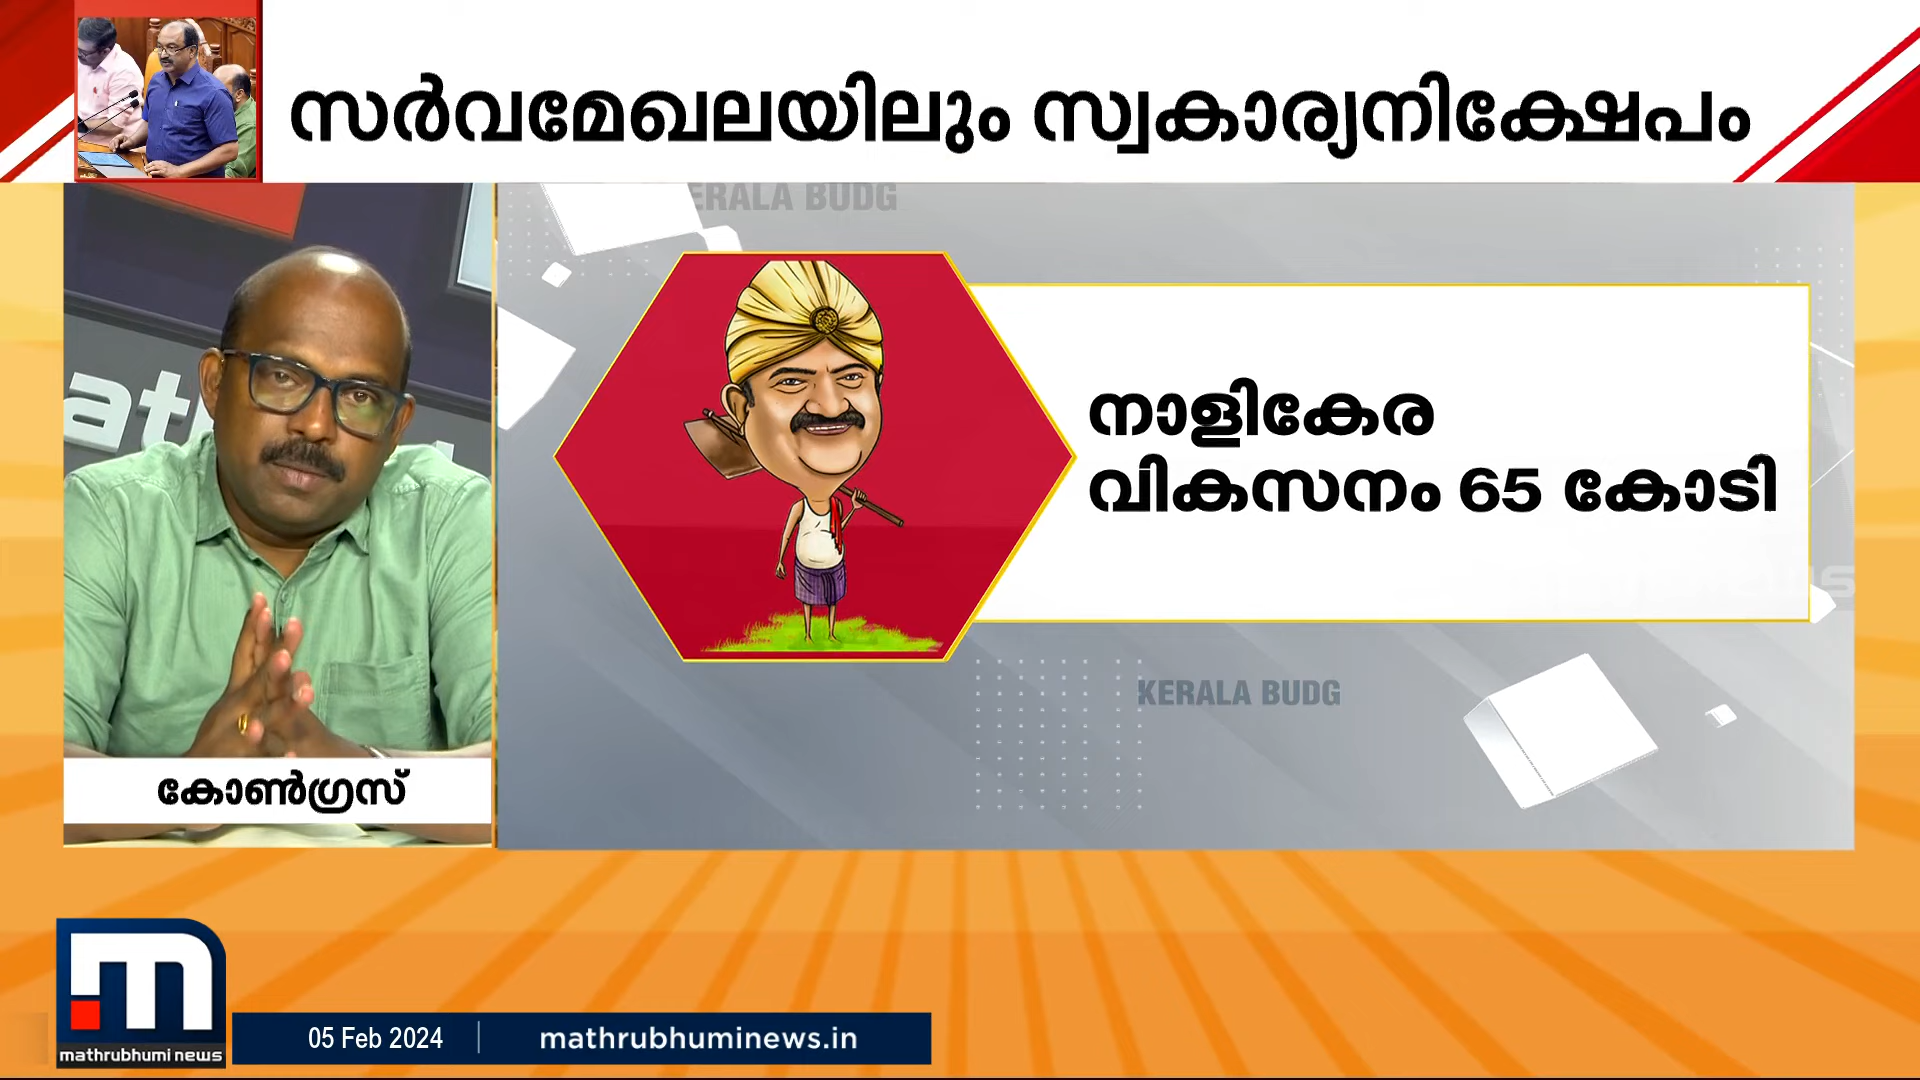 സർവമേഖലയിലും സ്വകാര്യനിക്ഷേപം
ERALA BUDG
നാളികേര
വികസനം 65 കോടി
KERALA BUDG
കോൺഗ്രസ്
mathrubhumi news
05 Feb 2024
mathrubhuminews.in